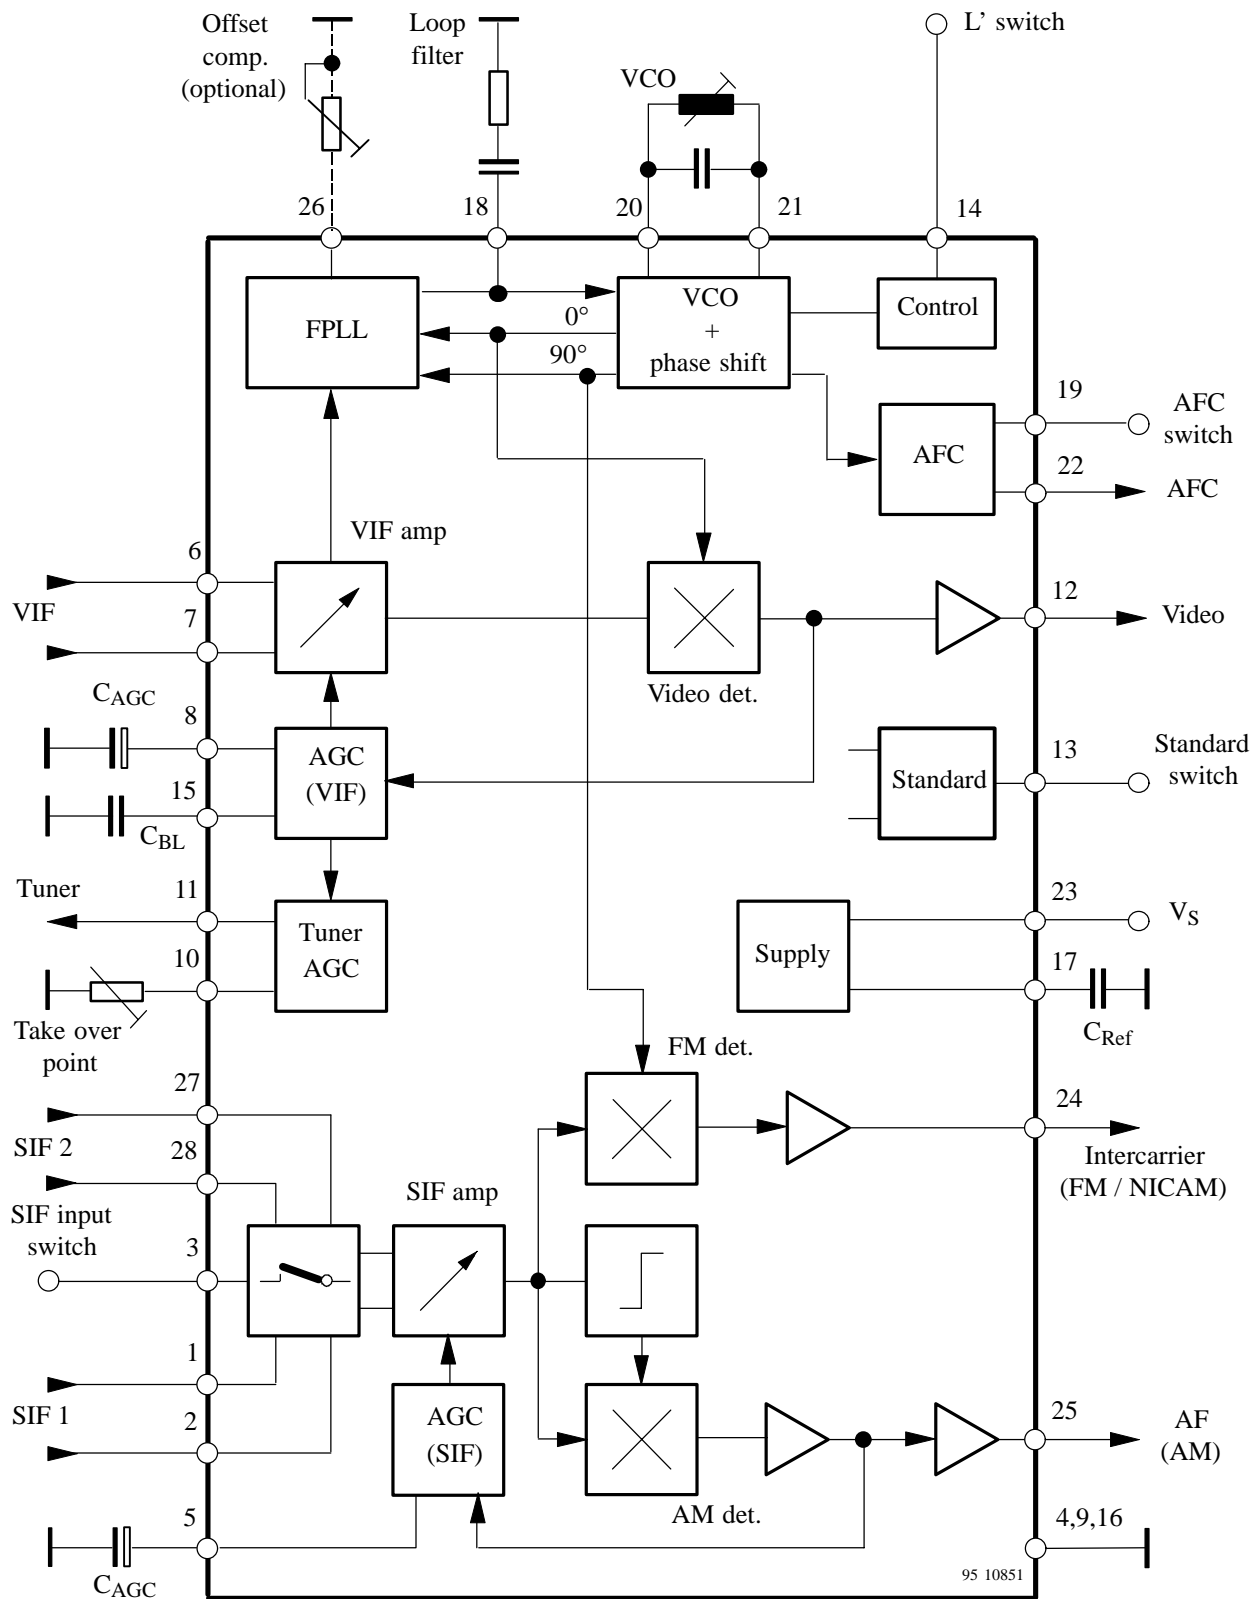 Offset
comp.
(optional)
Loop
filter
VCO
L’ switch
26
18
20
21
14
FPLL
0°
90°
VCO
+
phase shift
Control
19
AFC
switch
AFC
22
AFC
VIF amp
6
VIF
7
12
Video
Video det.
CAGC
8
AGC
(VIF)
15
CBL
Standard
13
Standard
switch
Tuner
11
Tuner
AGC
10
Take over
point
Supply
23
VS
17
CRef
FM det.
27
SIF 2
28
24
Intercarrier
(FM / NICAM)
SIF input
switch
3
SIF amp
1
SIF 1
2
AGC
(SIF)
AM det.
25
AF
(AM)
5
CAGC
4,9,16
95 10851